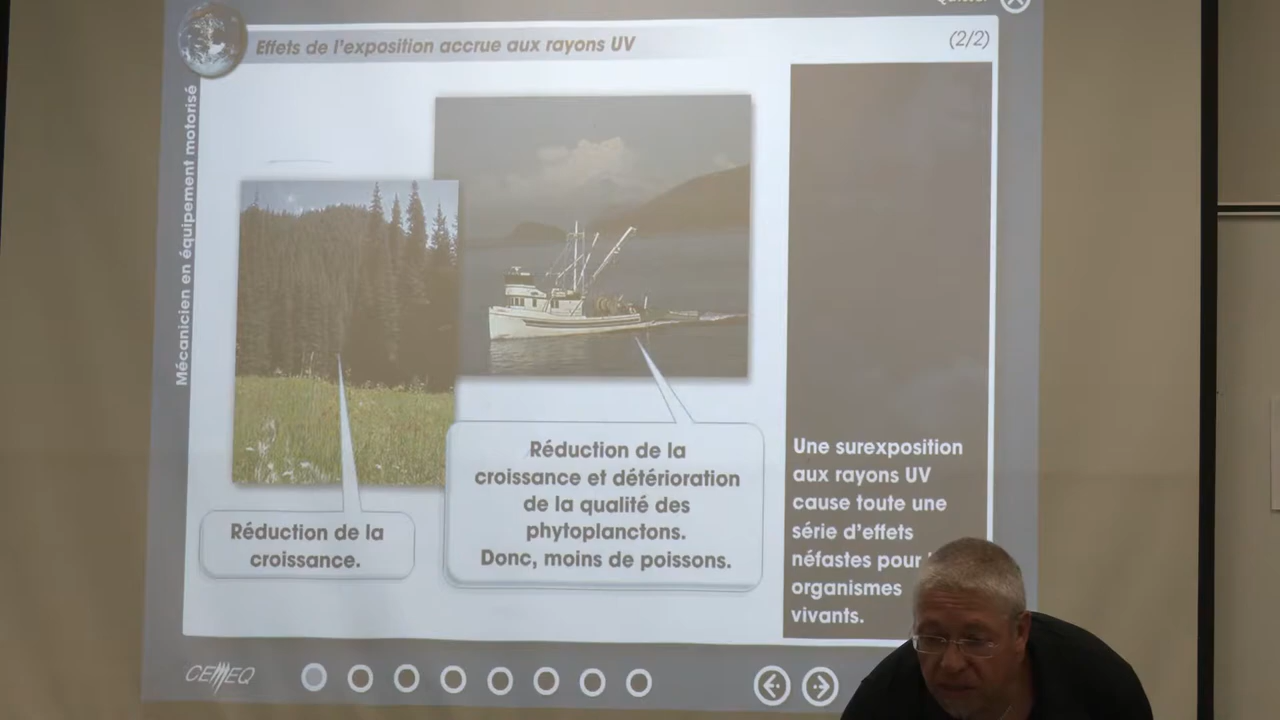 Effets de l'exposition accrue aux rayons UV
(2/2)
Mécanicien en équipement motorisé
Réduction de la
croissance.
Réduction de la
croissance et détérioration
de la qualité des
phytoplanctons.
Donc, moins de poissons.
Une surexposition
aux rayons UV
cause toute une
série d'effets
néfastes pour
organismes
vivants.
CEMEQ